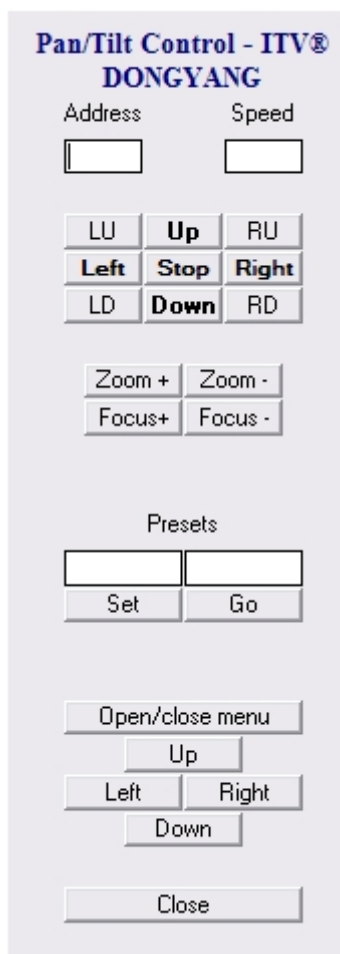 Pan/Tilt Control - ITV®
DONGYANG
Address Speed
LU Up RU
Left Stop Right
LD Down RD
Zoom + Zoom -
Focus+ Focus -
Presets
Set Go
Open/close menu
Up
Left Right
Down
Close